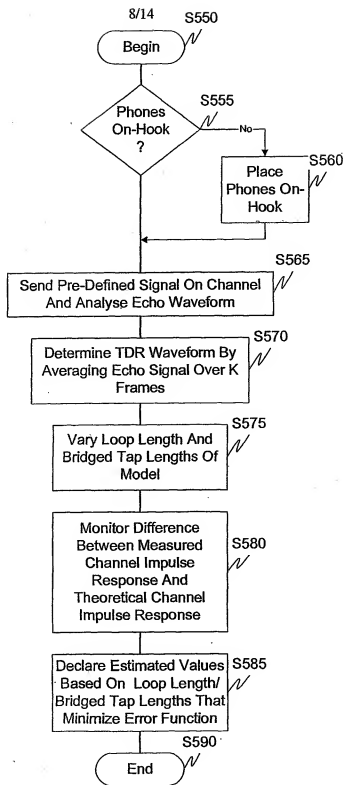 8/14
S550
Begin
S555
Phones
On-Hook
?
No
S560
Place
Phones On-
Hook
S565
Send Pre-Defined Signal On Channel
And Analyse Echo Waveform
S570
Determine TDR Waveform By
Averaging Echo Signal Over K
Frames
S575
Vary Loop Length And
Bridged Tap Lengths Of
Model
S580
Monitor Difference
Between Measured
Channel Impulse
Response And
Theoretical Channel
Impulse Response
S585
Declare Estimated Values
Based On Loop Length/
Bridged Tap Lengths That
Minimize Error Function
S590
End